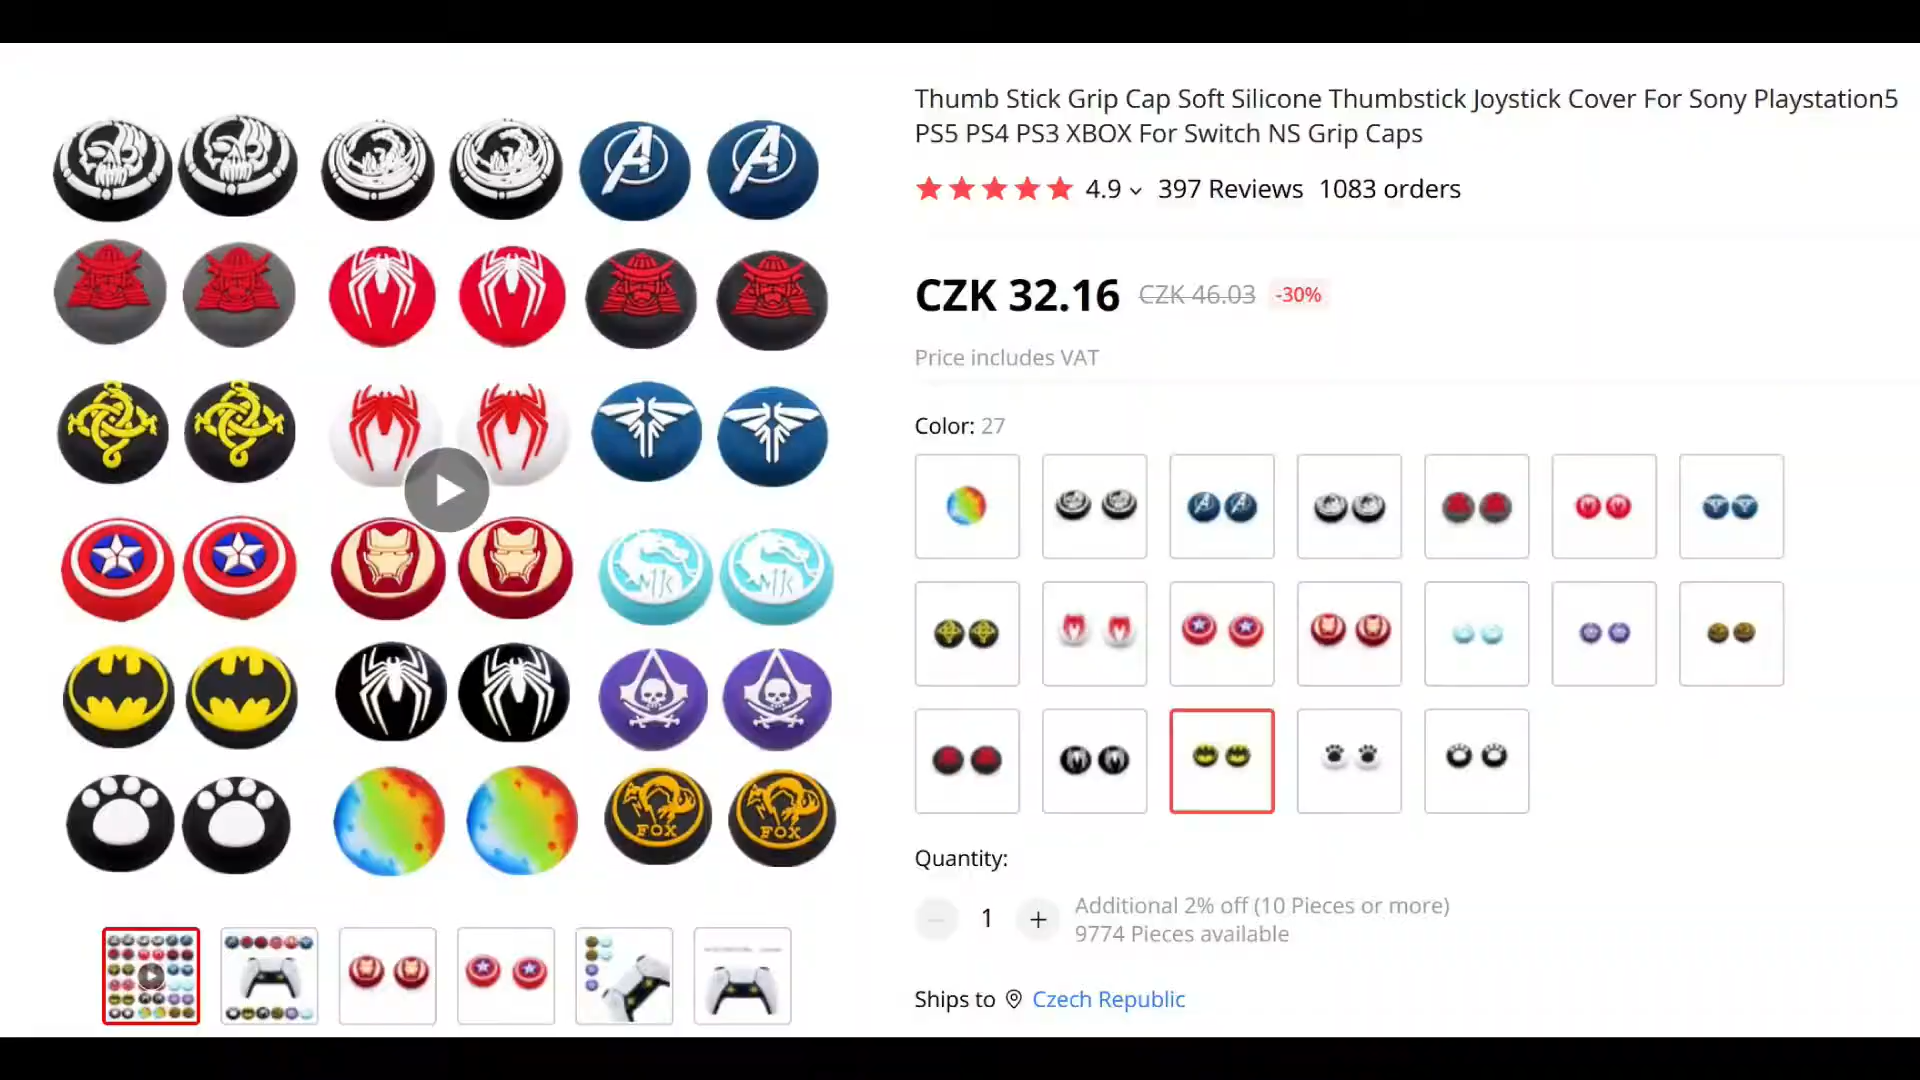 Thumb Stick Grip Cap Soft Silicone Thumbstick Joystick Cover For Sony Playstation5
PS5 PS4 PS3 XBOX For Switch NS Grip Caps
4.9 397 Reviews 1083 orders
CZK 32.16 CZK 46.03 -30%
Price includes VAT
Color: 27
Quantity:
1
Additional 2% off (10 Pieces or more)
9774 Pieces available
Ships to Czech Republic
FOX FOX